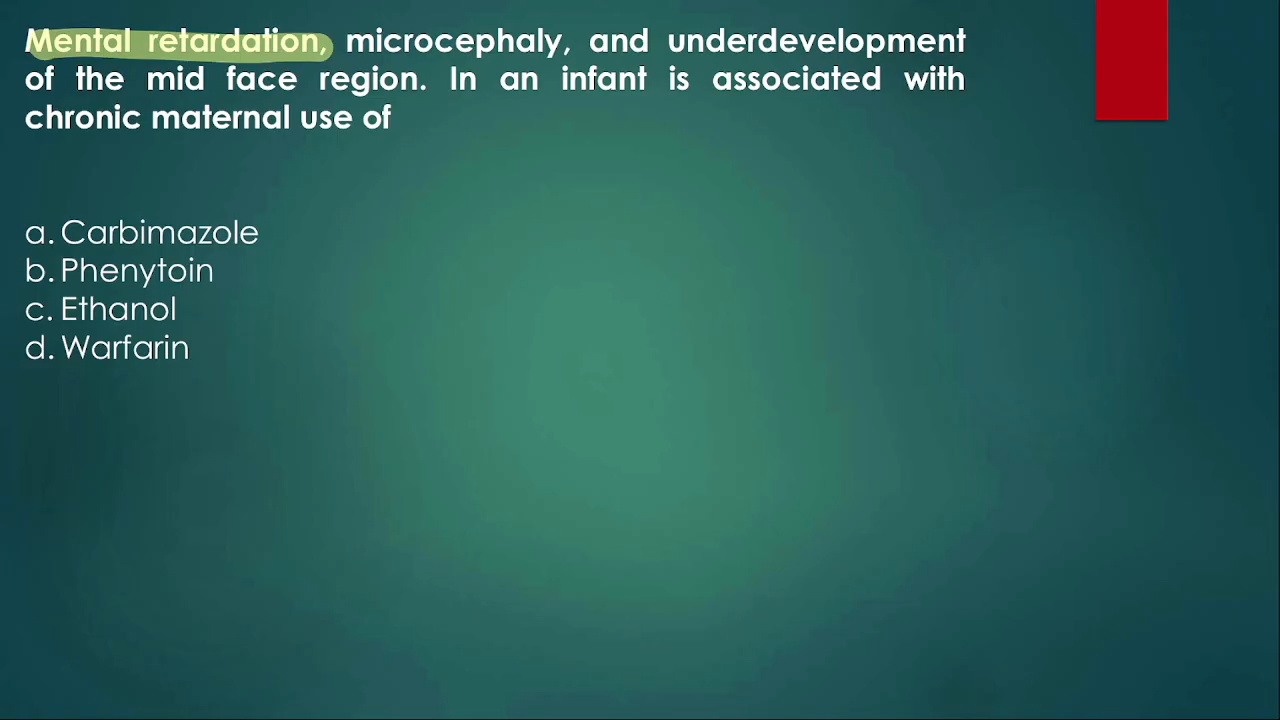 Mental retardation, microcephaly, and underdevelopment
of the mid face region. In an infant is associated with
chronic maternal use of
a. Carbimazole
b. Phenytoin
c. Ethanol
d. Warfarin